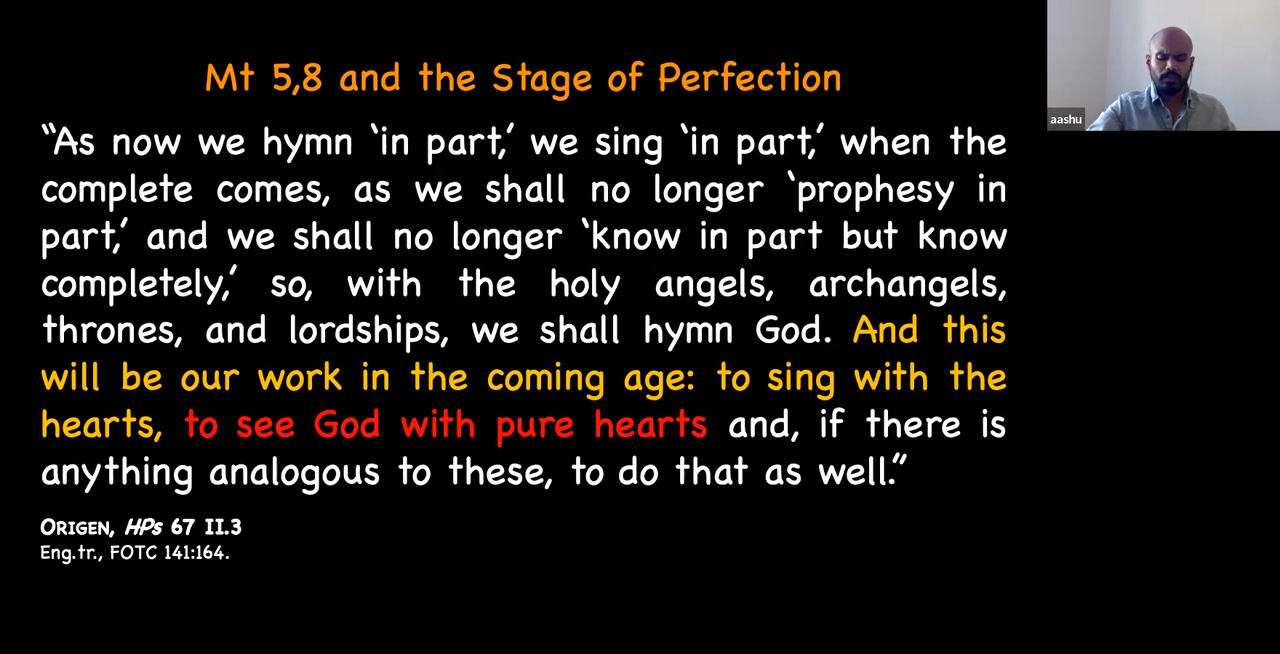 Mt 5,8 and the Stage of Perfection
“As now we hymn ‘in part,’ we sing ‘in part,’ when the
complete comes, as we shall no longer ‘prophesy in
part,’ and we shall no longer ‘know in part but know
completely,’ so, with the holy angels, archangels,
thrones, and lordships, we shall hymn God. And this
will be our work in the coming age: to sing with the
hearts, to see God with pure hearts and, if there is
anything analogous to these, to do that as well.”
ORIGEN, HPs 67 II.3
Eng.tr., FOTC 141:164.
aashu